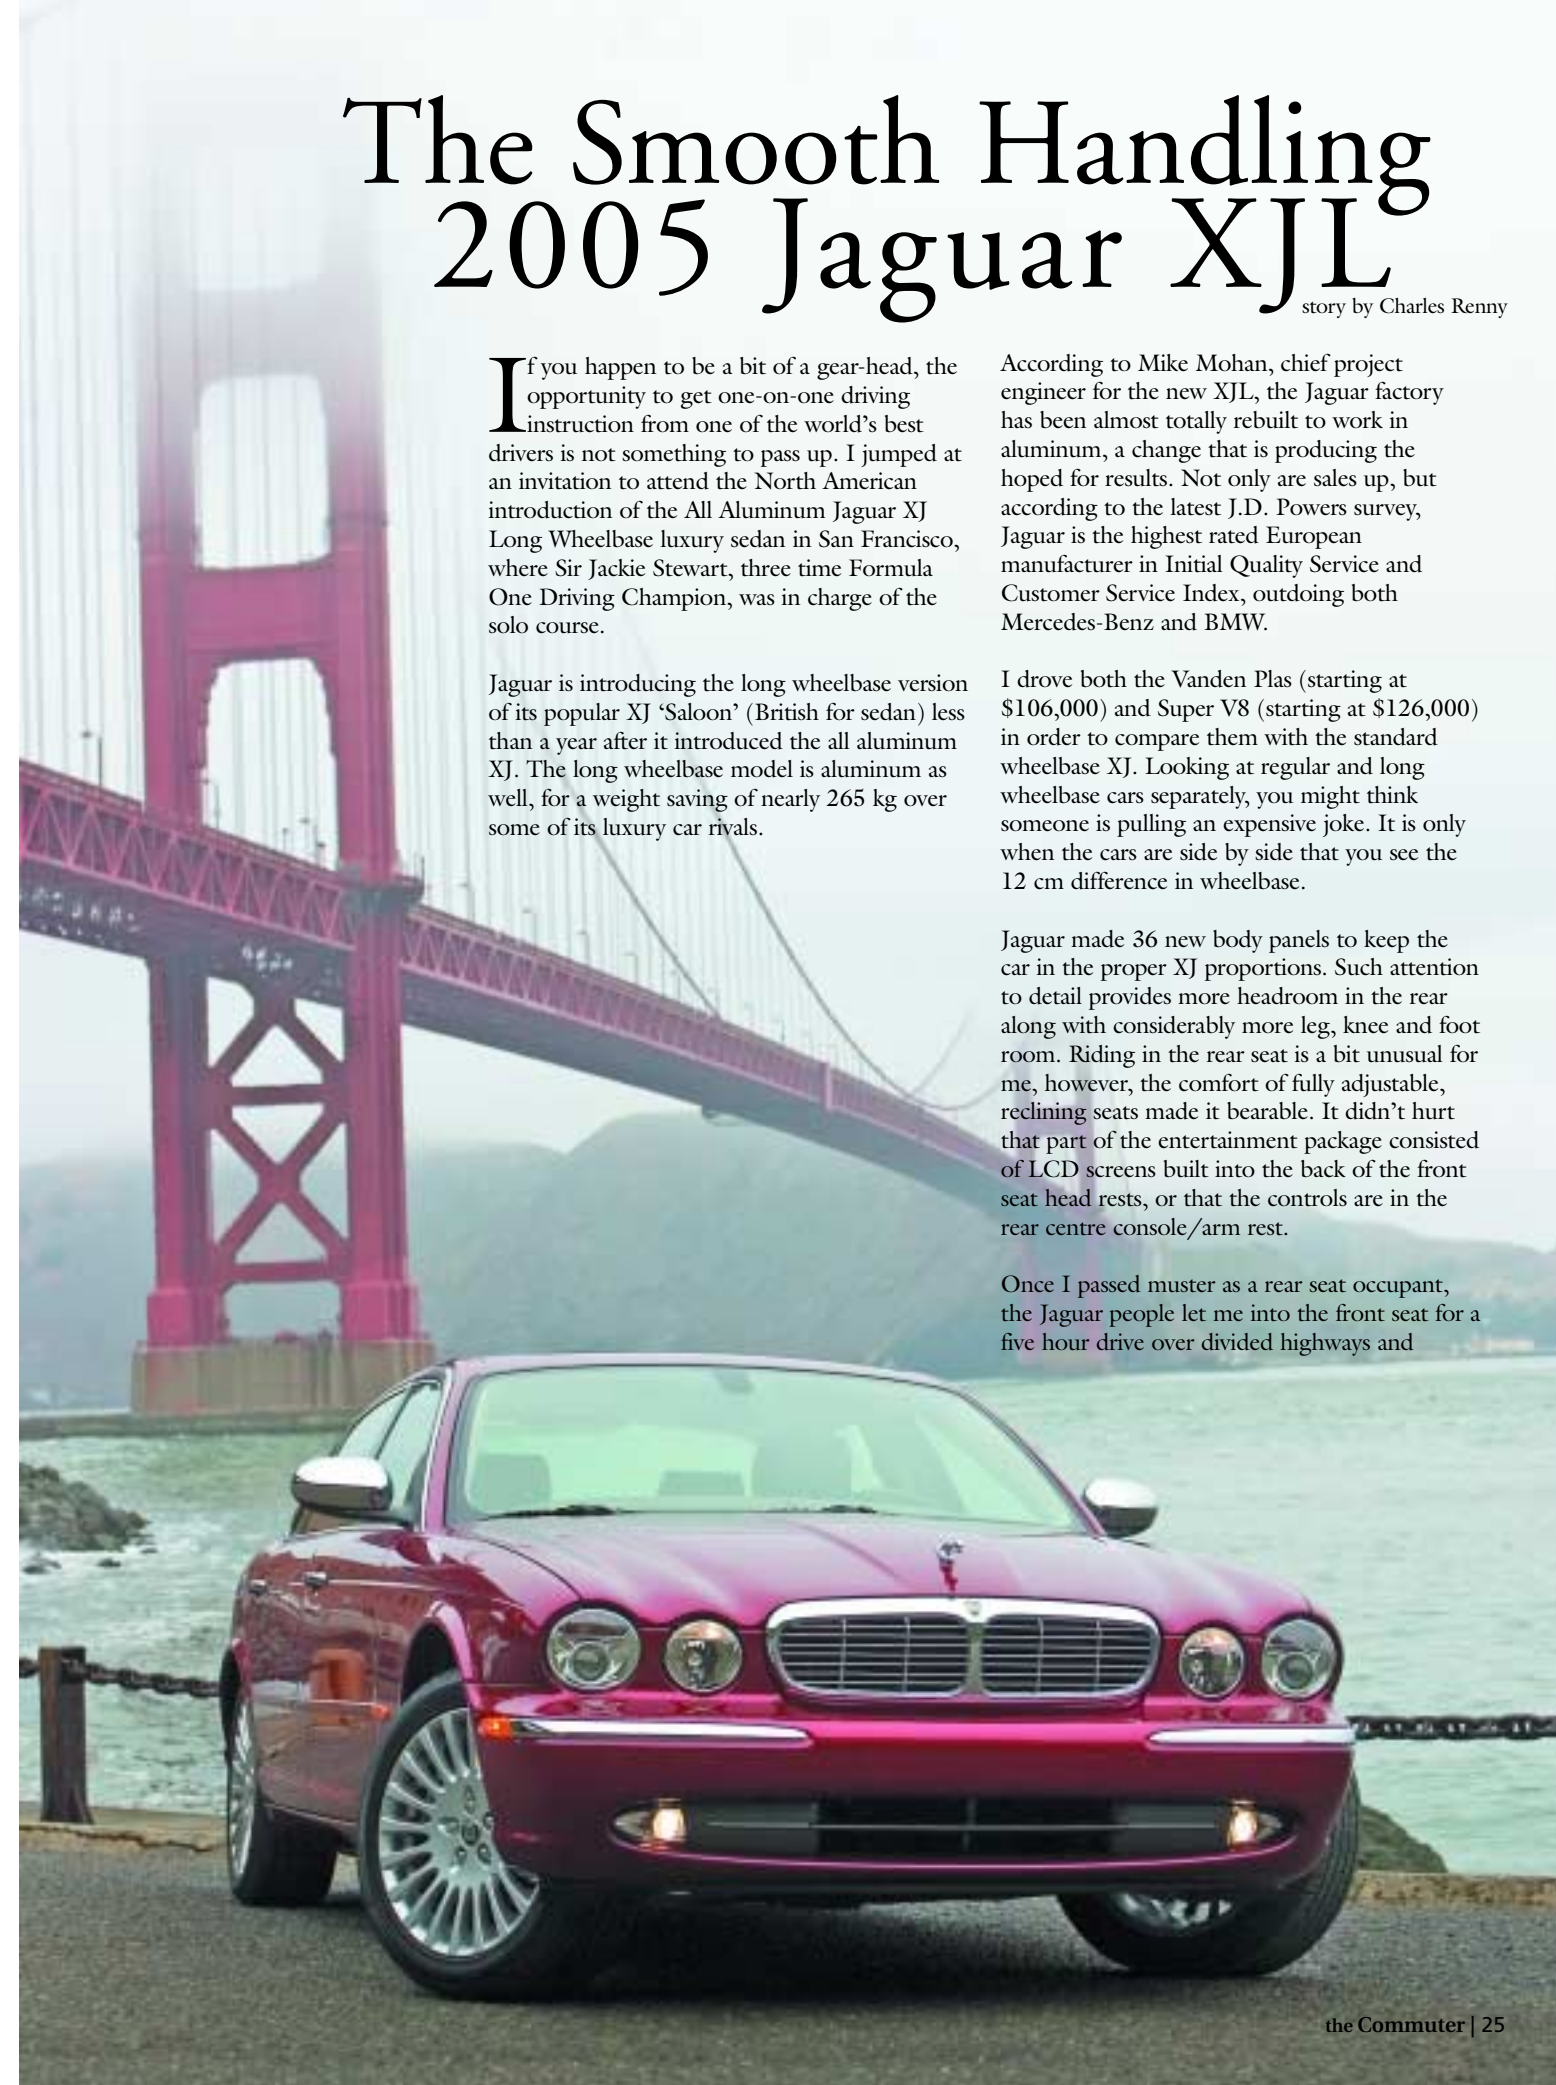 The Smooth Handling
2005 Jaguar XJL
story by Charles Renny
If you happen to be a bit of a gear-head, the
opportunity to get one-on-one driving
instruction from one of the world's best
drivers is not something to pass up. I jumped at
an invitation to attend the North American
introduction of the All Aluminum Jaguar XJ
Long Wheelbase luxury sedan in San Francisco,
where Sir Jackie Stewart, three time Formula
One Driving Champion, was in charge of the
solo course.
Jaguar is introducing the long wheelbase version
of its popular XJ ‘Saloon’ (British for sedan) less
than a year after it introduced the all aluminum
XJ. The long wheelbase model is aluminum as
well, for a weight saving of nearly 265 kg over
some of its luxury car rivals.
According to Mike Mohan, chief project
engineer for the new XJL, the Jaguar factory
has been almost totally rebuilt to work in
aluminum, a change that is producing the
hoped for results. Not only are sales up, but
according to the latest J.D. Powers survey,
Jaguar is the highest rated European
manufacturer in Initial Quality Service and
Customer Service Index, outdoing both
Mercedes-Benz and BMW.
I drove both the Vanden Plas (starting at
$106,000) and Super V8 (starting at $126,000)
in order to compare them with the standard
wheelbase XJ. Looking at regular and long
wheelbase cars separately, you might think
someone is pulling an expensive joke. It is only
when the cars are side by side that you see the
12 cm difference in wheelbase.
Jaguar made 36 new body panels to keep the
car in the proper XJ proportions. Such attention
to detail provides more headroom in the rear
along with considerably more leg, knee and foot
room. Riding in the rear seat is a bit unusual for
me, however, the comfort of fully adjustable,
reclining seats made it bearable. It didn't hurt
that part of the entertainment package consisted
of LCD screens built into the back of the front
seat head rests, or that the controls are in the
rear centre console/arm rest.
Once I passed muster as a rear seat occupant,
the Jaguar people let me into the front seat for a
five hour drive over divided highways and
the Commuter | 25